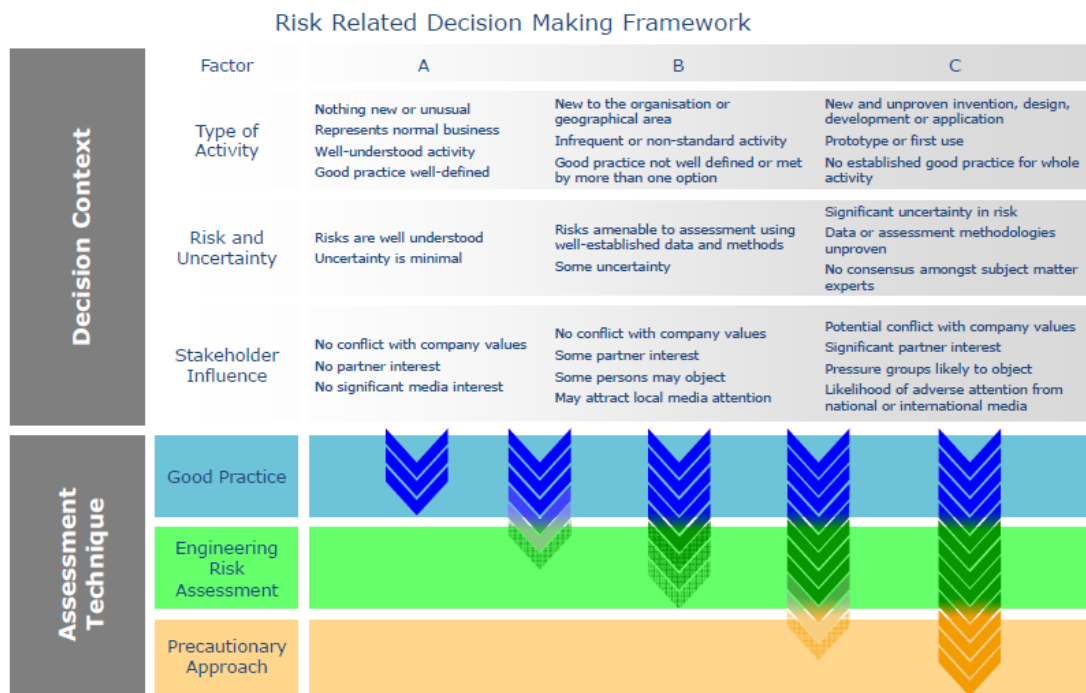 Risk Related Decision Making Framework
Decision Context
Factor
A
B
C
Type of
Activity
Nothing new or unusual
Represents normal business
Well-understood activity
Good practice well-defined
New to the organisation or
geographical area
Infrequent or non-standard activity
Good practice not well defined or met
by more than one option
New and unproven invention, design,
development or application
Prototype or first use
No established good practice for whole
activity
Risk and
Uncertainty
Risks are well understood
Uncertainty is minimal
Risks amenable to assessment using
well-established data and methods
Some uncertainty
Significant uncertainty in risk
Data or assessment methodologies
unproven
No consensus amongst subject matter
experts
Stakeholder
Influence
No conflict with company values
No partner interest
No significant media interest
No conflict with company values
Some partner interest
Some persons may object
May attract local media attention
Potential conflict with company values
Significant partner interest
Pressure groups likely to object
Likelihood of adverse attention from
national or international media
Assessment
Technique
Good Practice
Engineering
Risk
Assessment
Precautionary
Approach